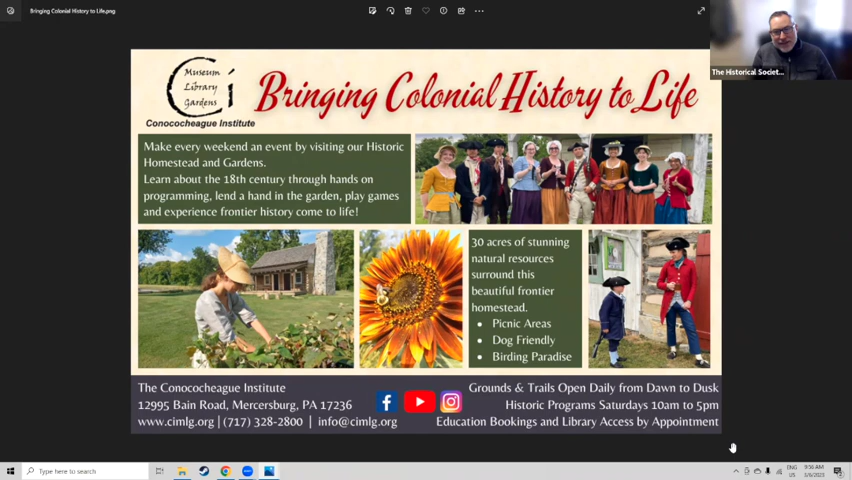 Bringing Colonial History to Life.png
The Historical Societ...
Museum
Library
Gardens
Conococheague Institute
Bringing Colonial History to Life
Make every weekend an event by visiting our Historic
Homestead and Gardens.
Learn about the 18th century through hands on
programming, lend a hand in the garden, play games
and experience frontier history come to life!
30 acres of stunning
natural resources
surround this
beautiful frontier
homestead.
• Picnic Areas
• Dog Friendly
• Birding Paradise
The Conococheague Institute
12995 Bain Road, Mercersburg, PA 17236
www.cimlg.org | (717) 328-2800 | info@cimlg.org
Grounds & Trails Open Daily from Dawn to Dusk
Historic Programs Saturdays 10am to 5pm
Education Bookings and Library Access by Appointment
Type here to search
ENG
US
9:56 AM